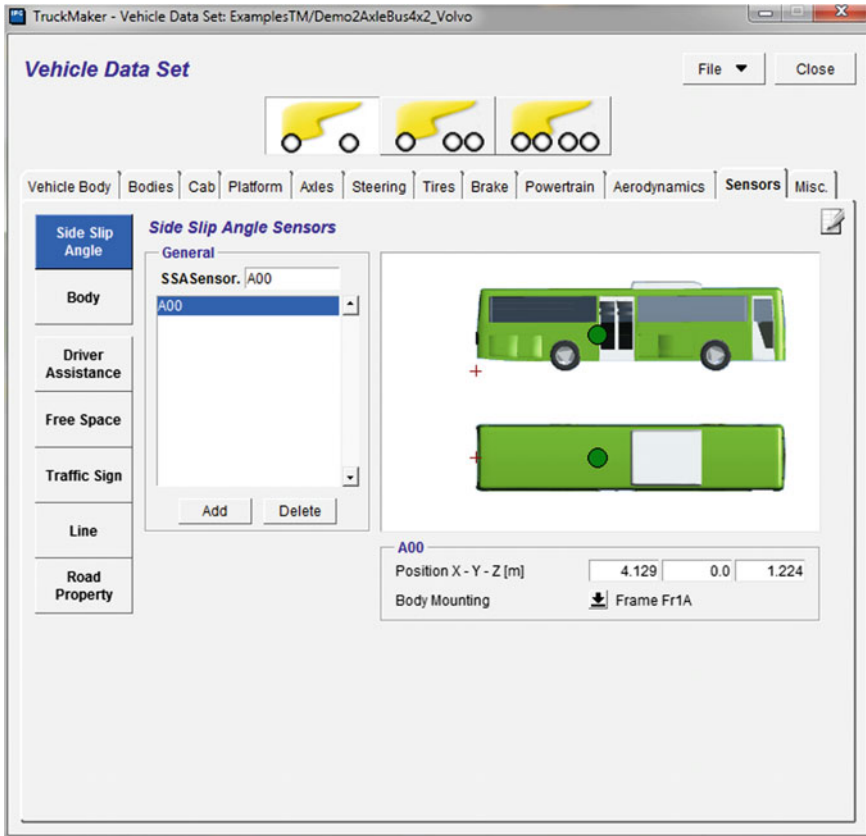 TruckMaker - Vehicle Data Set: ExamplesTM/Demo2AxleBus4x2_Volvo
Vehicle Data Set
File
Close
Vehicle Body Bodies Cab Platform Axles Steering Tires Brake Powertrain Aerodynamics Sensors Misc.
Side Slip
Angle
Body
Driver
Assistance
Free Space
Traffic Sign
Line
Road
Property
Side Slip Angle Sensors
General
SSASensor. A00
A00
Add Delete
A00
Position X - Y - Z [m] 4.129 0.0 1.224
Body Mounting Frame Fr1A